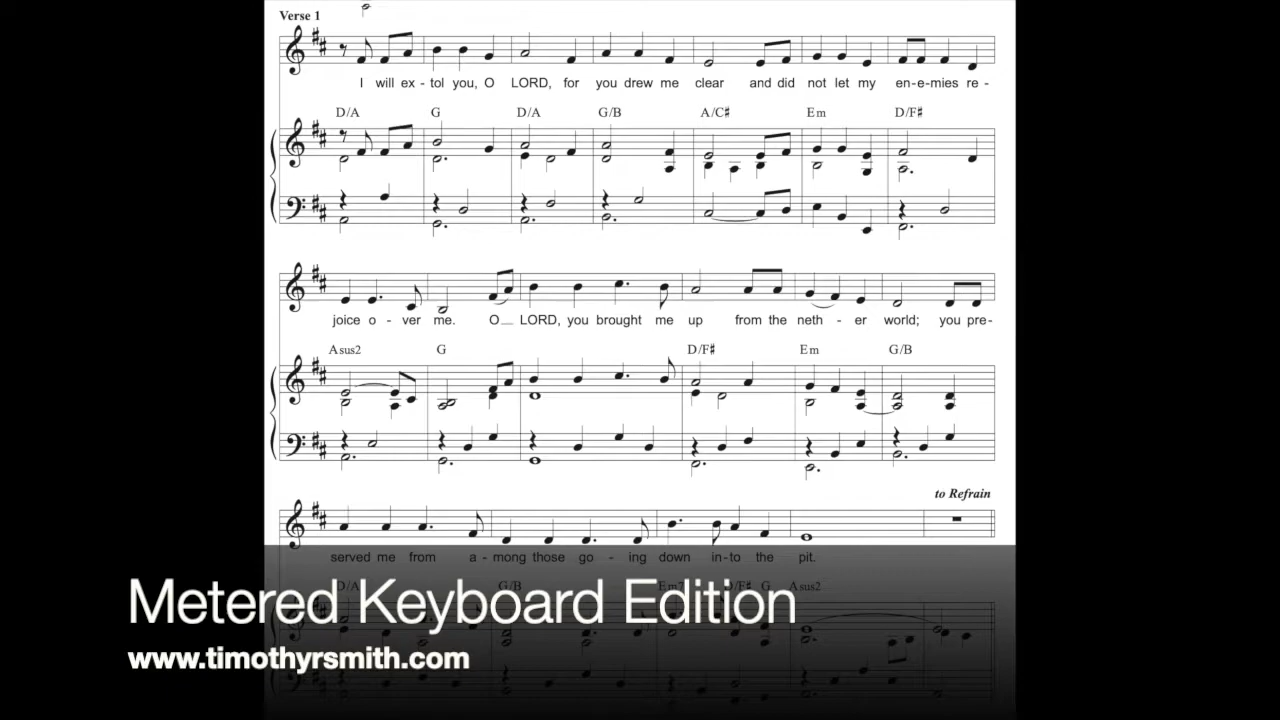 Verse 1
I will ex - tol you, O LORD, for you drew me clear and did not let my en-e-mies re -
D/A G D/A G/B A/C♯ Em D/F♯
joice o - ver me. O__ LORD, you brought me up from the neth - er world; you pre-
Asus2 G D/F♯ Em G/B
to Refrain
served me from a - mong those go - ing down in-to the pit.
D/A G/B Em7 D/F♯ G Asus2
Metered Keyboard Edition
www.timothyrsmith.com